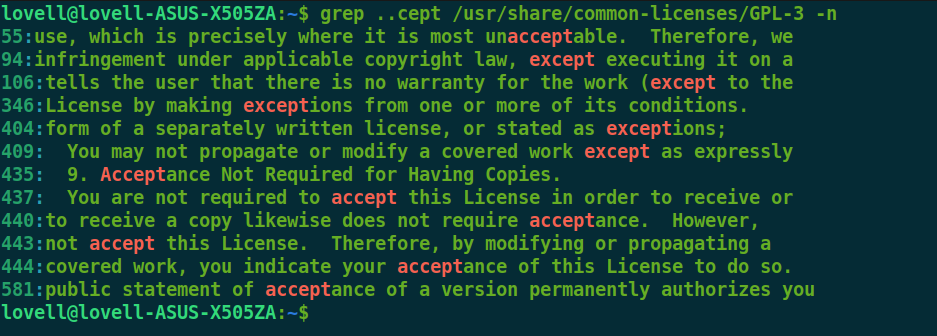 lovell@lovell-ASUS-X505ZA:~$ grep ..cept /usr/share/common-licenses/GPL-3 -n
55:use, which is precisely where it is most unacceptable.  Therefore, we
94:infringement under applicable copyright law, except executing it on a
106:tells the user that there is no warranty for the work (except to the
346:License by making exceptions from one or more of its conditions.
404:form of a separately written license, or stated as exceptions;
409:  You may not propagate or modify a covered work except as expressly
435:  9. Acceptance Not Required for Having Copies.
437:  You are not required to accept this License in order to receive or
440:to receive a copy likewise does not require acceptance.  However,
443:not accept this License.  Therefore, by modifying or propagating a
444:covered work, you indicate your acceptance of this License to do so.
581:public statement of acceptance of a version permanently authorizes you
lovell@lovell-ASUS-X505ZA:~$